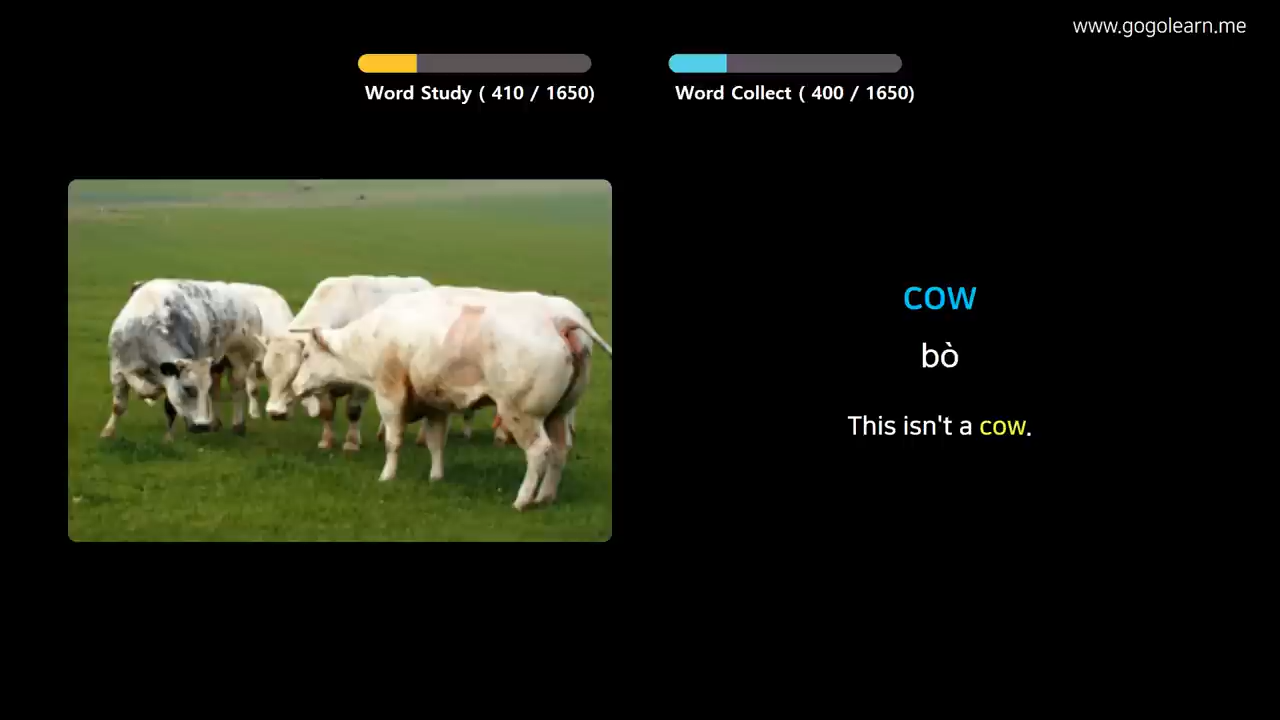 www.gogolearn.me
Word Study ( 410 / 1650)
Word Collect ( 400 / 1650)
cow
bò
This isn't a cow.